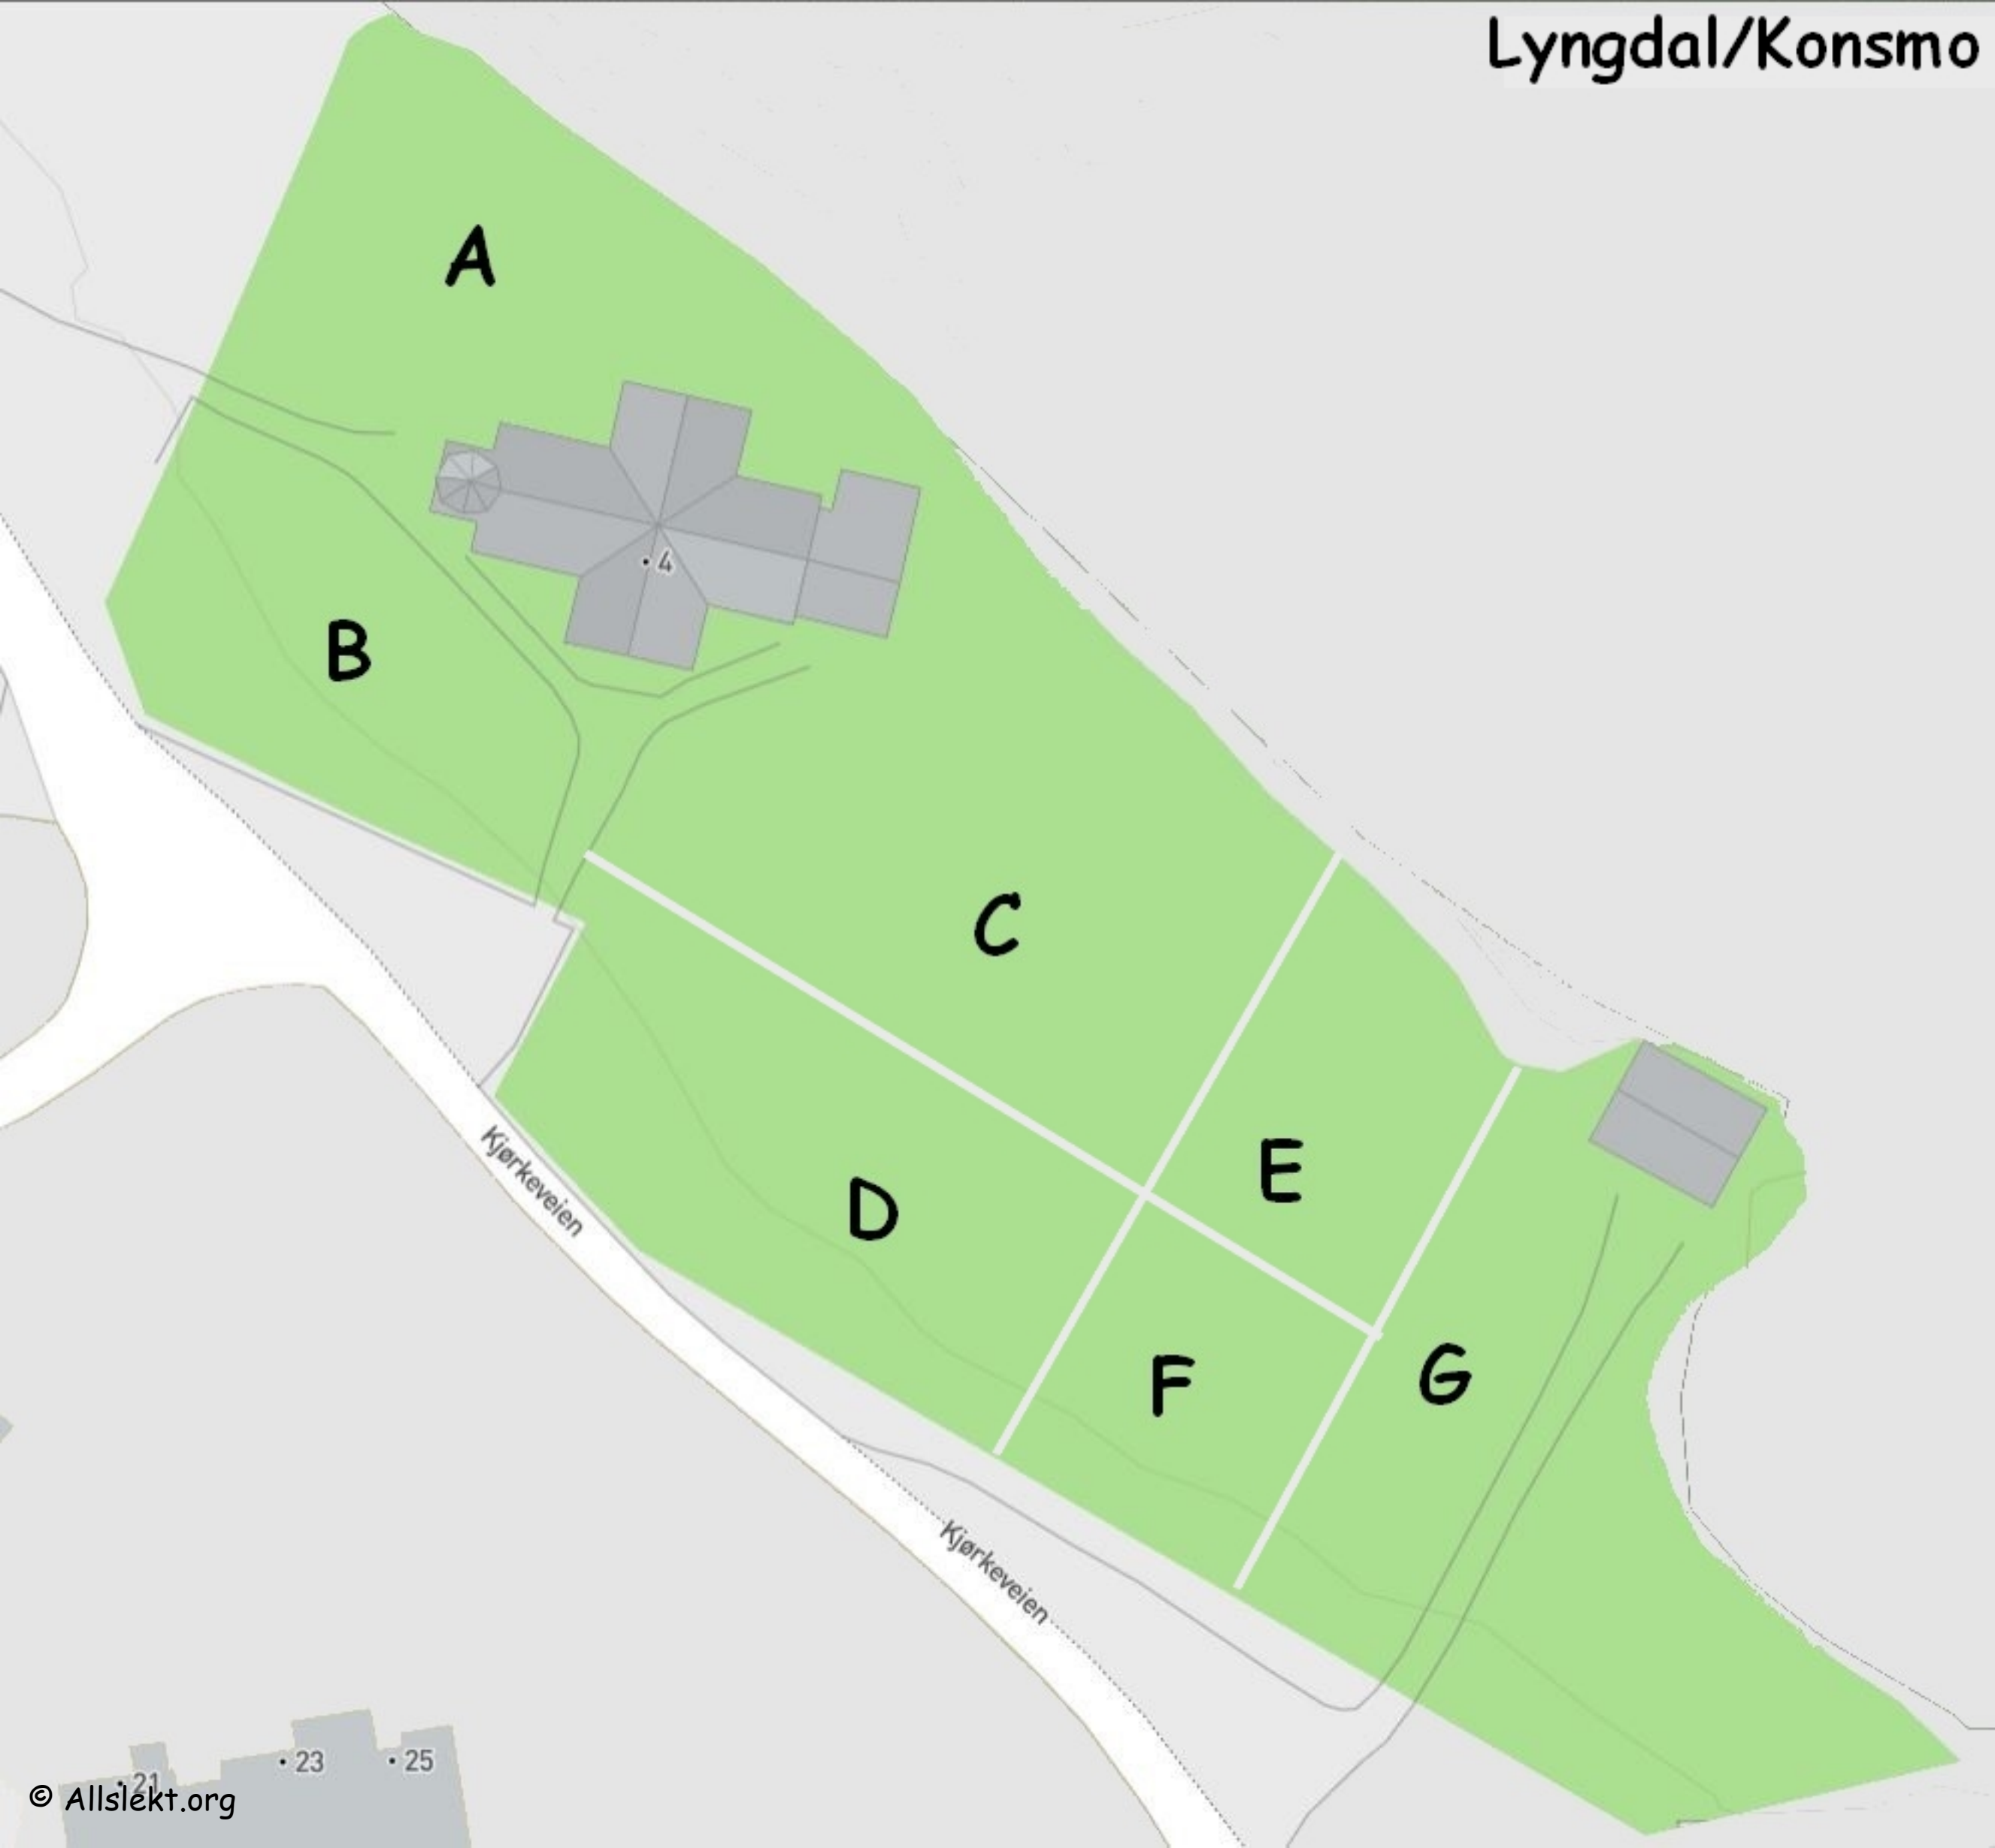 Lyngdal/Konsmo
A
4
B
C
Kjørkeveien
D
E
F
G
Kjørkeveien
23
25
21
© Allslekt.org